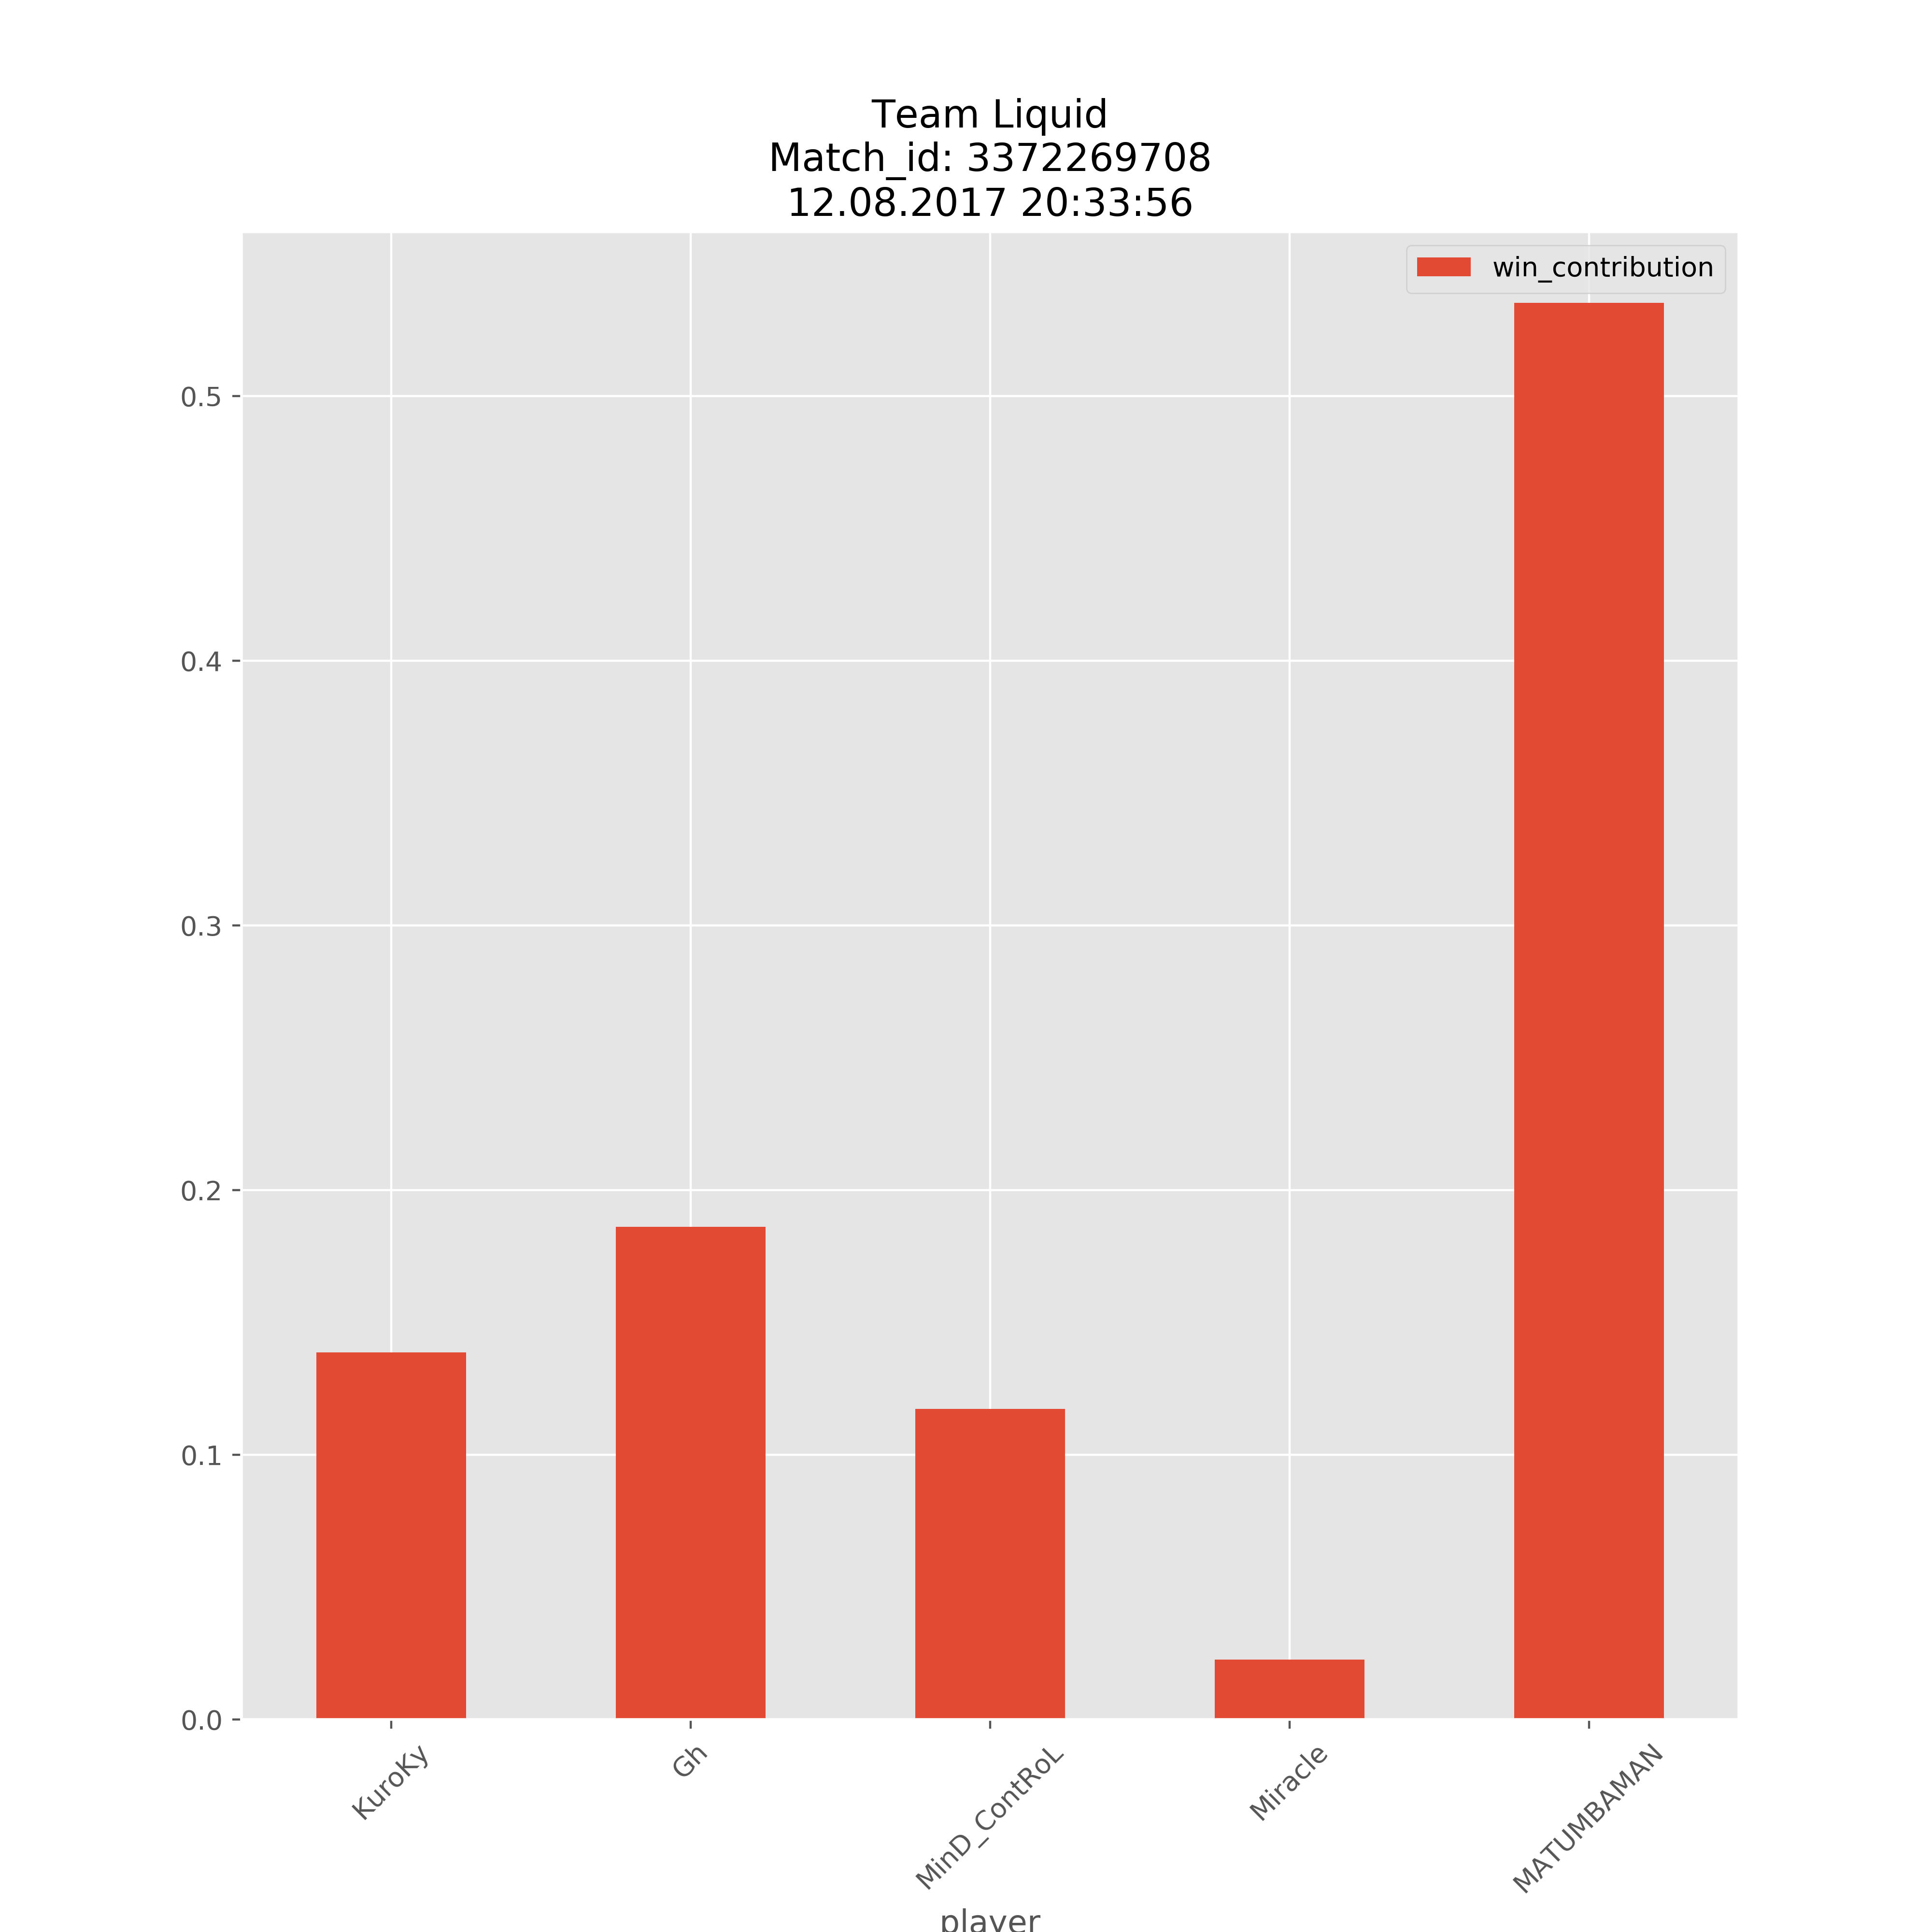 Team Liquid
Match_id: 3372269708
12.08.2017 20:33:56
win_contribution
0.5
0.4
0.3
0.2
0.1
0.0
KuroKy
Gh
MinD_ContRoL
Miracle
MATUMBAMAN
player